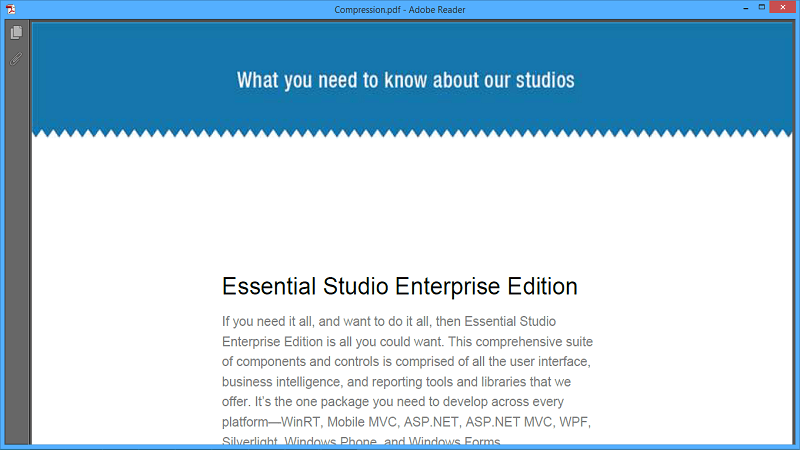 Compression.pdf - Adobe Reader
What you need to know about our studios
Essential Studio Enterprise Edition
If you need it all, and want to do it all, then Essential Studio
Enterprise Edition is all you could want. This comprehensive suite
of components and controls is comprised of all the user interface,
business intelligence, and reporting tools and libraries that we
offer. It's the one package you need to develop across every
platform—WinRT, Mobile MVC, ASP.NET, ASP.NET MVC, WPF,
Silverlight, Windows Phone, and Windows Forms.